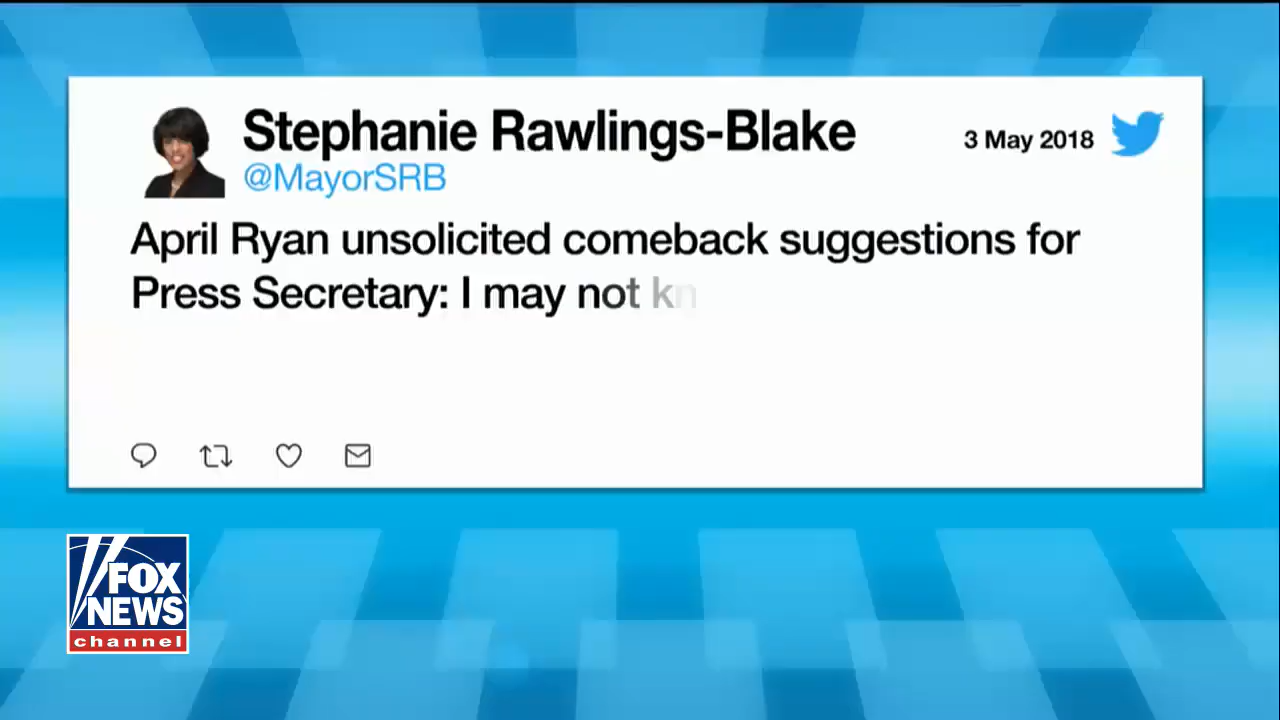 Stephanie Rawlings-Blake
@MayorSRB
3 May 2018
April Ryan unsolicited comeback suggestions for
Press Secretary: I may not kn
FOX
NEWS
channel